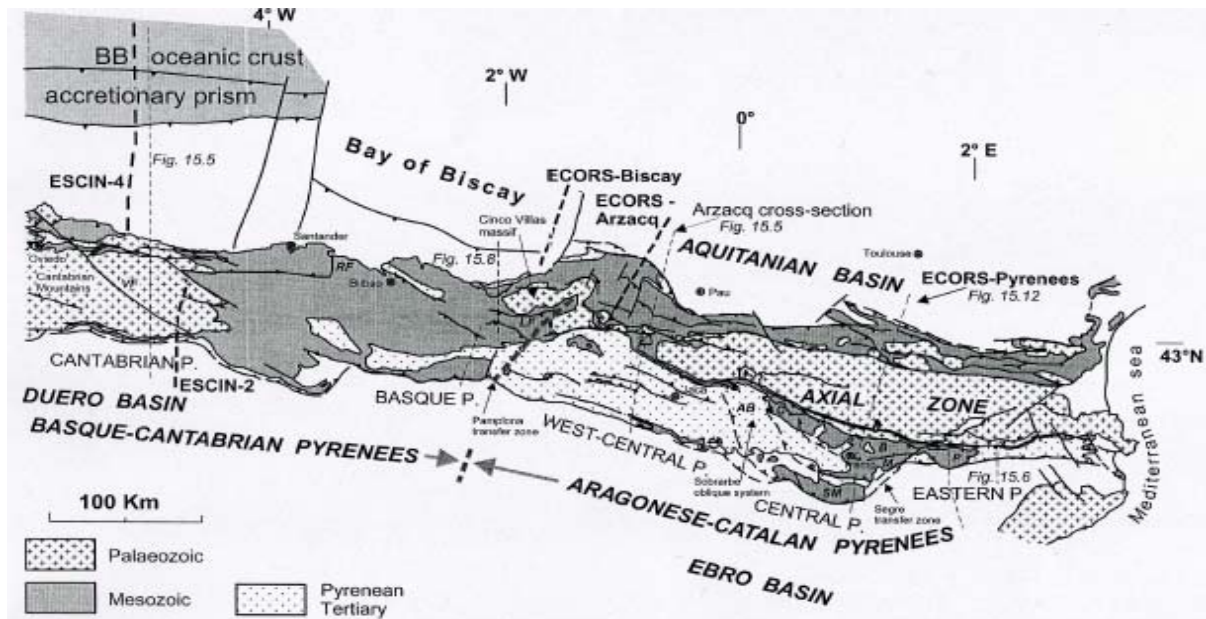 4° W
BB oceanic crust
accretionary prism
Fig. 15.5
ESCIN-4
2° W
0°
2° E
Bay of Biscay
ECORS-Biscay
ECORS -
Arzacq
Arzacq cross-section
Fig. 15.5
Cinco Villas
massif
AQUITANIAN BASIN
Toulouse
ECORS-Pyrenees
Fig. 15.12
Santander
Fig. 15.8
RF
Bilbao
Pau
Oviedo
Cantabrian
Mountains
VF
43°N
CANTABRIAN P.
ESCIN-2
BASQUE P.
Pamplona
transfer zone
AXIAL ZONE
AB
Mediterranean sea
DUERO BASIN
BASQUE-CANTABRIAN PYRENEES
WEST-CENTRAL P.
Sobrarbe
oblique system
SM
CENTRAL P.
Segre
transfer zone
EASTERN P.
Fig. 15.6
ARAGONESE-CATALAN PYRENEES
EBRO BASIN
100 Km
Palaeozoic
Mesozoic
Pyrenean
Tertiary